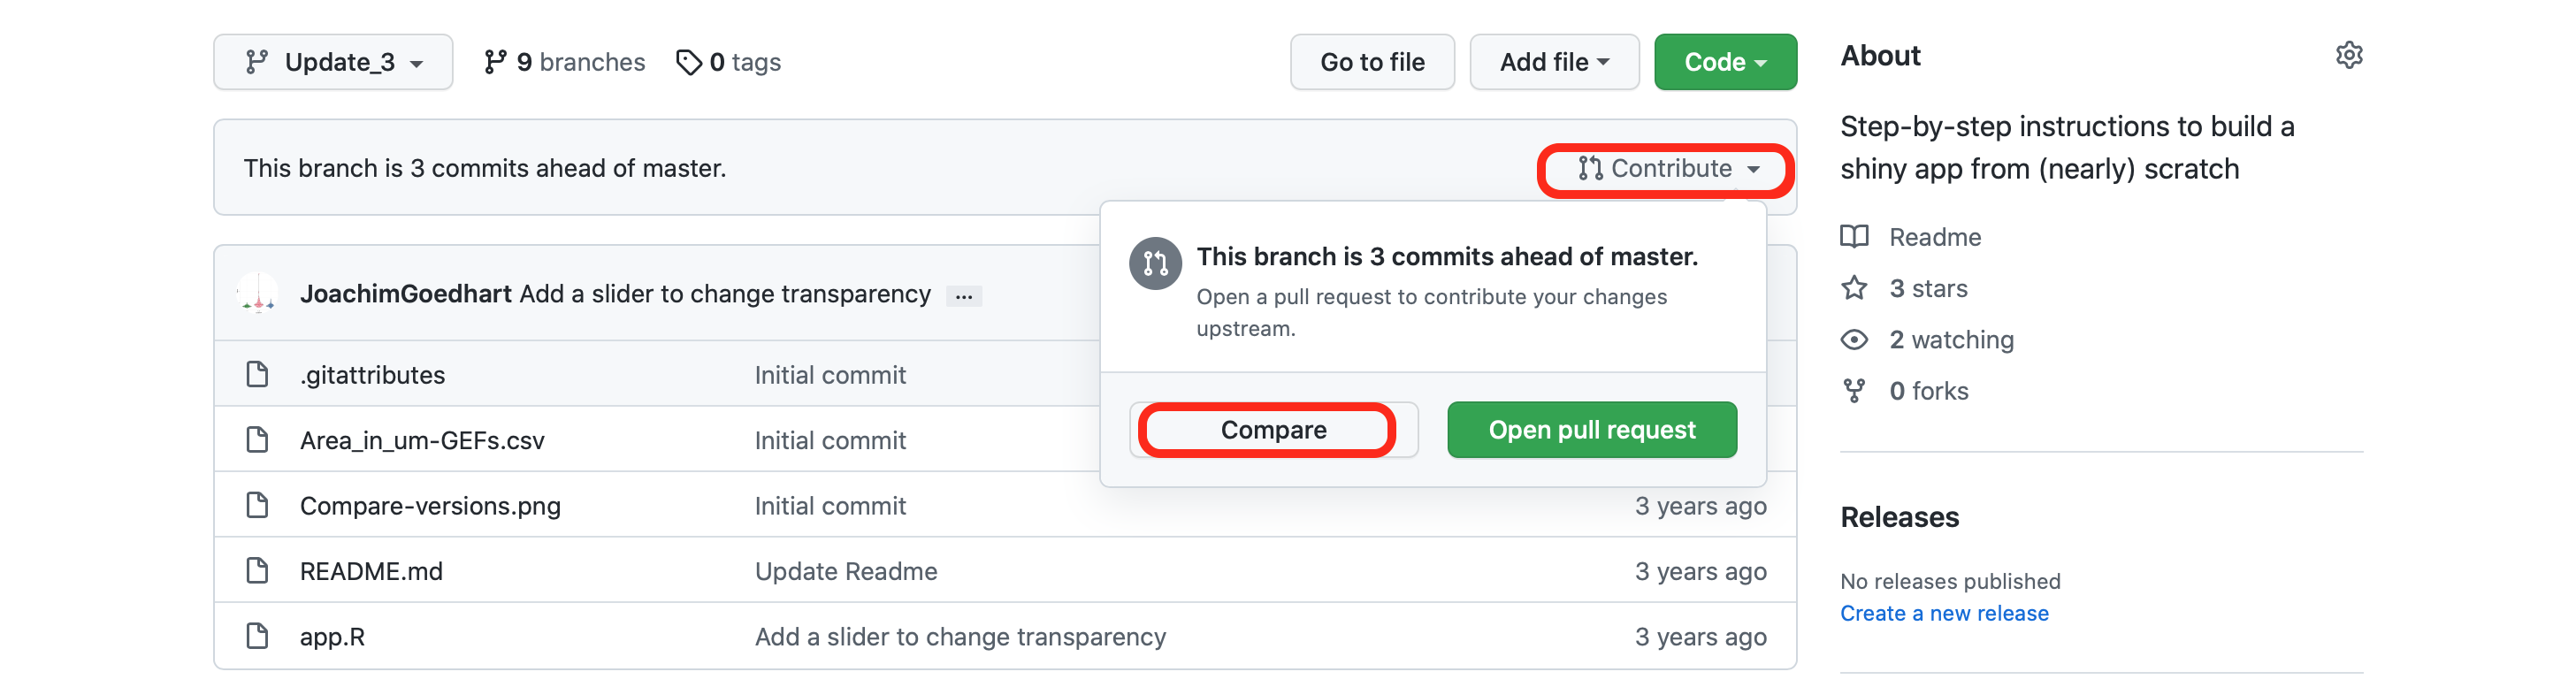 Update_3
9 branches
0 tags
Go to file
Add file
Code
This branch is 3 commits ahead of master.
Contribute
This branch is 3 commits ahead of master.
Open a pull request to contribute your changes
upstream.
Compare
Open pull request
JoachimGoedhart Add a slider to change transparency ...
.gitattributes Initial commit
Area_in_um-GEFs.csv Initial commit
Compare-versions.png Initial commit 3 years ago
README.md Update Readme 3 years ago
app.R Add a slider to change transparency 3 years ago
About
Step-by-step instructions to build a
shiny app from (nearly) scratch
Readme
3 stars
2 watching
0 forks
Releases
No releases published
Create a new release